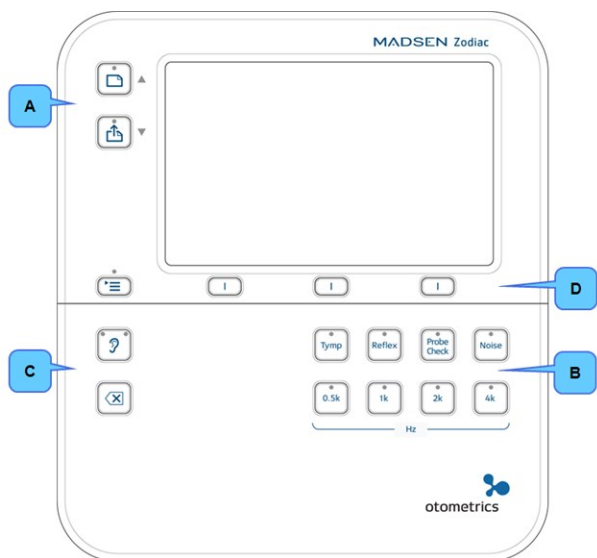 MADSEN Zodiac
A
D
C
Tymp
Reflex
Probe
Check
Noise
B
0.5k
1k
2k
4k
Hz
otometrics